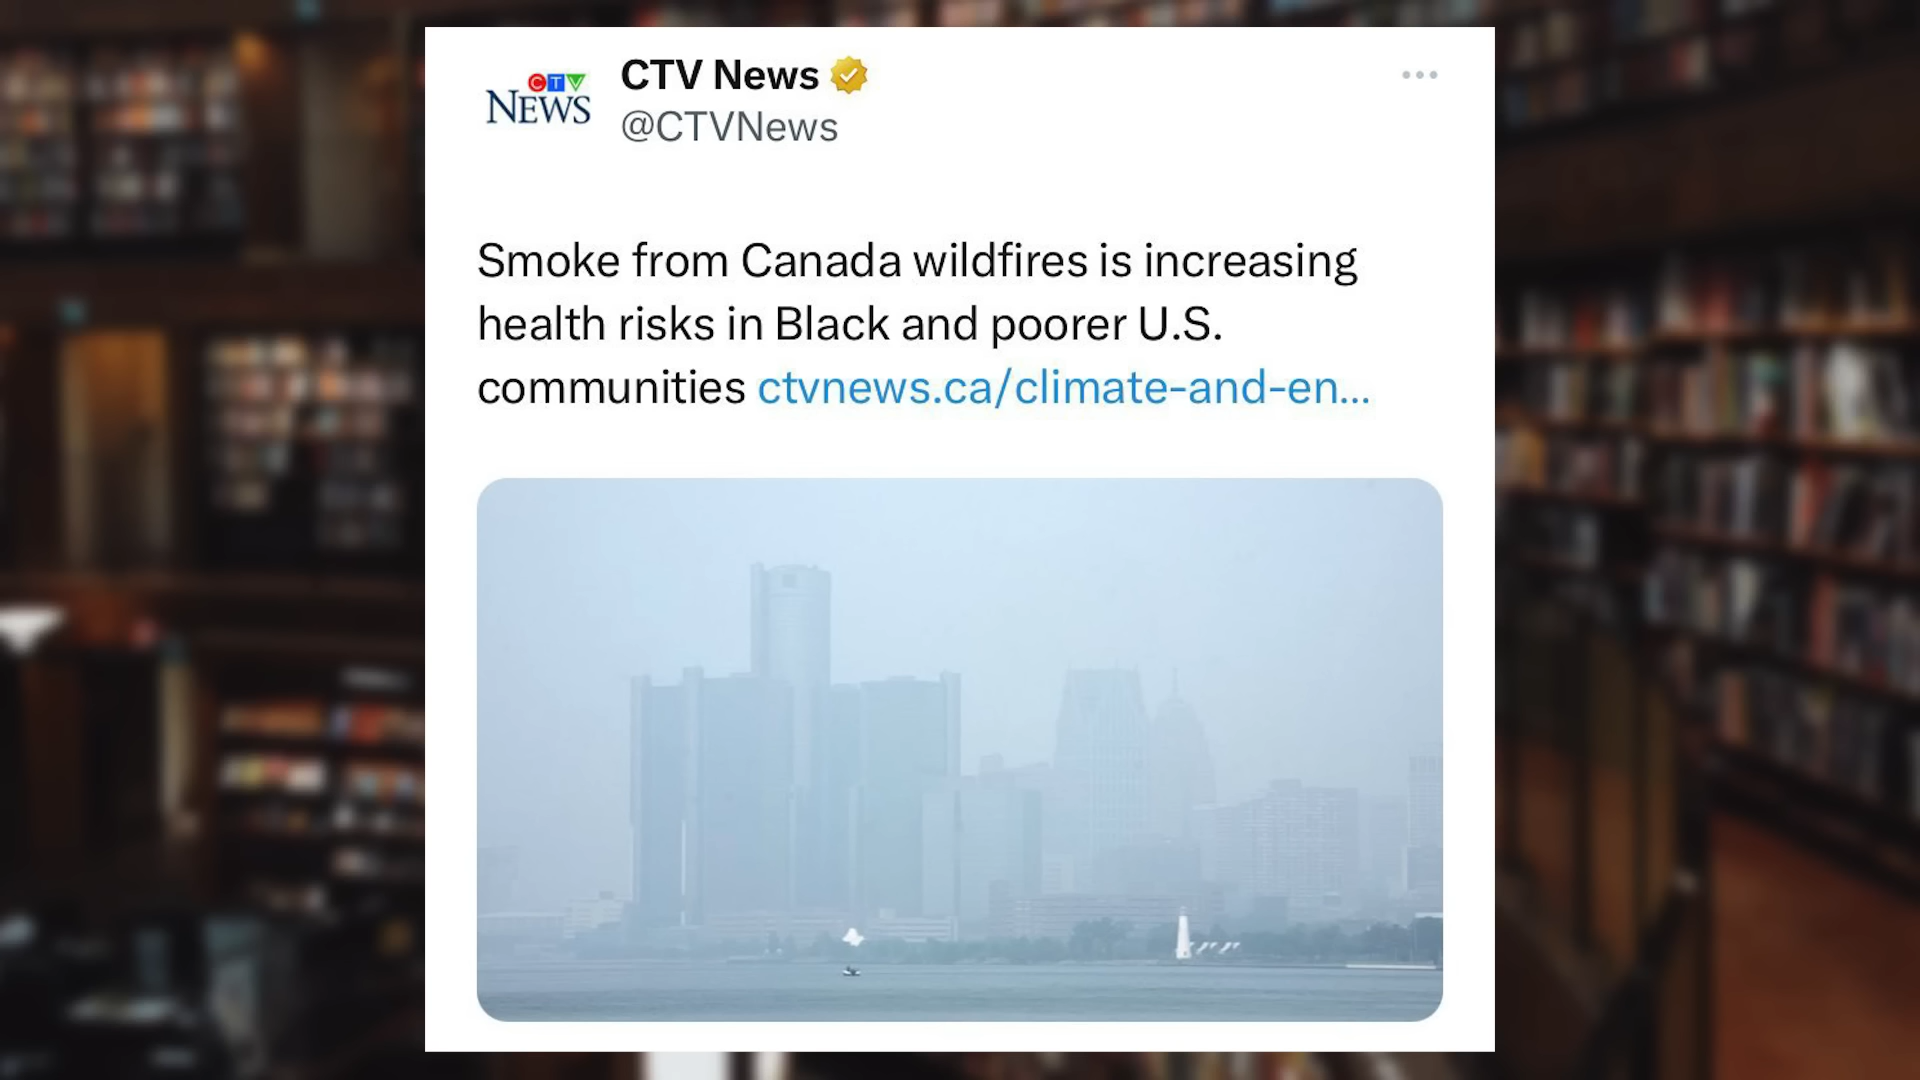 CTV
NEWS
CTV News
@CTVNews
Smoke from Canada wildfires is increasing
health risks in Black and poorer U.S.
communities ctvnews.ca/climate-and-en...